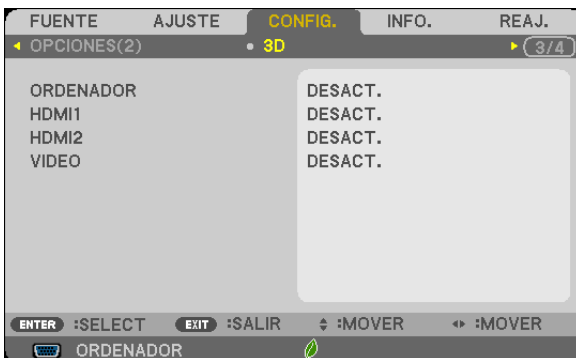 FUENTE AJUSTE CONFIG. INFO. REAJ.
OPCIONES(2) 3D 3/4
ORDENADOR DESACT.
HDMI1 DESACT.
HDMI2 DESACT.
VIDEO DESACT.
ENTER :SELECT EXIT :SALIR :MOVER :MOVER
ORDENADOR